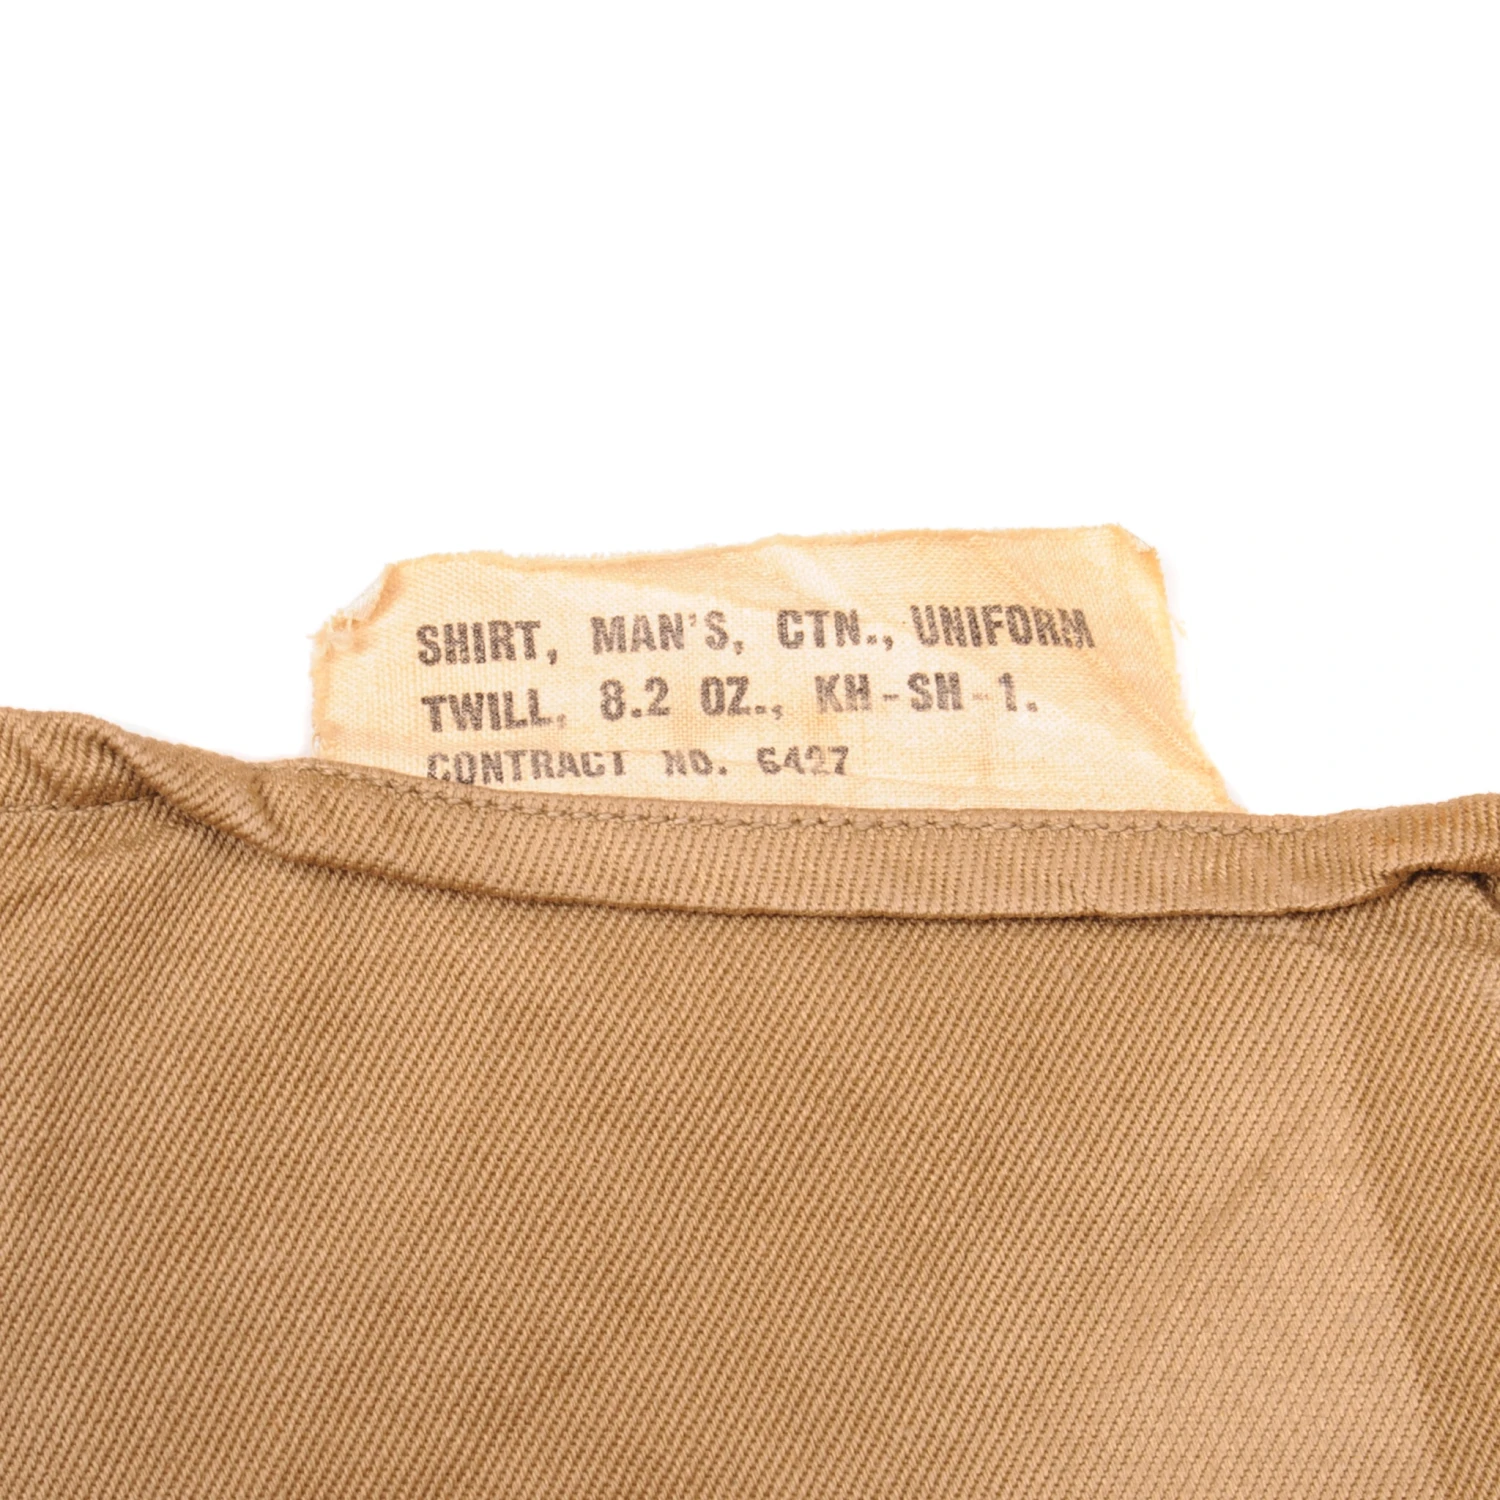 SHIRT, MAN'S, CTN., UNIFORM
TWILL, 8.2 OZ., KH-SH-1.
CONTRACT NO. 6427